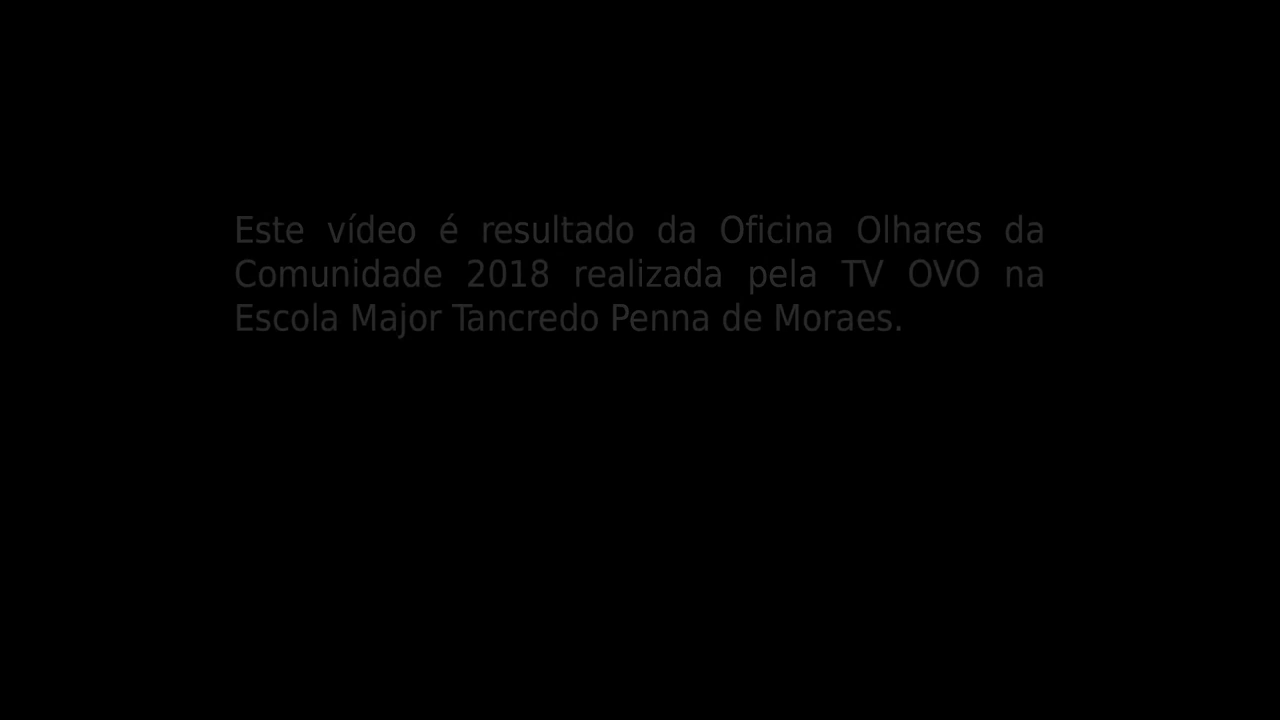 Este vídeo é resultado da Oficina Olhares da
Comunidade 2018 realizada pela TV OVO na
Escola Major Tancredo Penna de Moraes.